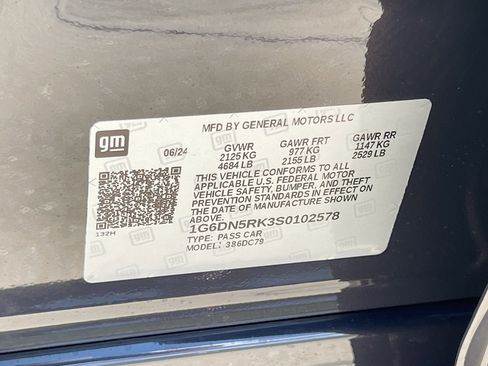 gm
MFD BY GENERAL MOTORS LLC
06/24 GVWR GAWR FRT GAWR RR
2125 KG 977 KG 1147 KG
4684 LB 2155 LB 2529 LB
THIS VEHICLE CONFORMS TO ALL
APPLICABLE U.S. FEDERAL MOTOR
VEHICLE SAFETY, BUMPER, AND THEFT
PREVENTION STANDARDS IN EFFECT ON
THE DATE OF MANUFACTURE SHOWN
ABOVE.
132H
1G6DN5RK3S0102578
TYPE: PASS CAR
MODEL: 386DC79